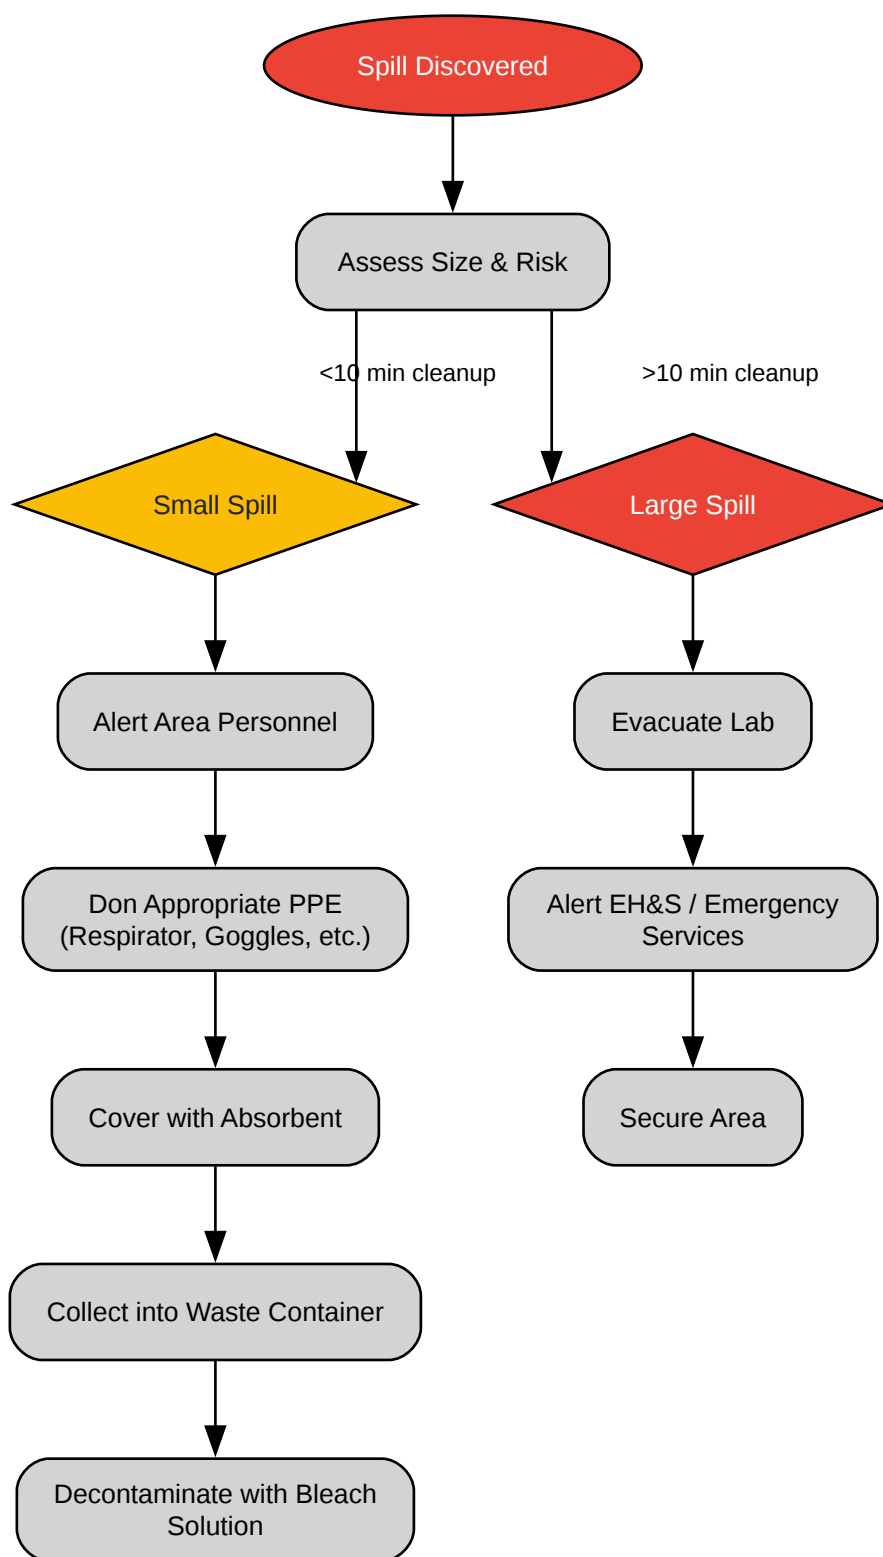 Spill Discovered
Assess Size & Risk
<10 min cleanup
>10 min cleanup
Small Spill
Large Spill
Alert Area Personnel
Evacuate Lab
Don Appropriate PPE
(Respirator, Goggles, etc.)
Alert EH&S / Emergency
Services
Cover with Absorbent
Secure Area
Collect into Waste Container
Decontaminate with Bleach
Solution